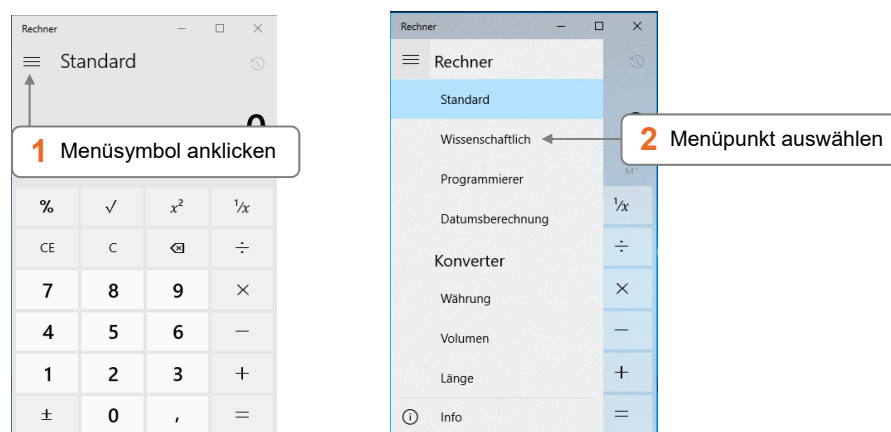 Rechner
Standard
0
1 Menüsymbol anklicken
% √ x² ¹/x
CE C ÷
7 8 9 ×
4 5 6 −
1 2 3 +
± 0 , =
Rechner
Rechner
Standard
Wissenschaftlich
2 Menüpunkt auswählen
Programmierer
M˅
Datumsberechnung
¹/x
÷
Konverter
Währung
×
Volumen
−
Länge
+
Info
=